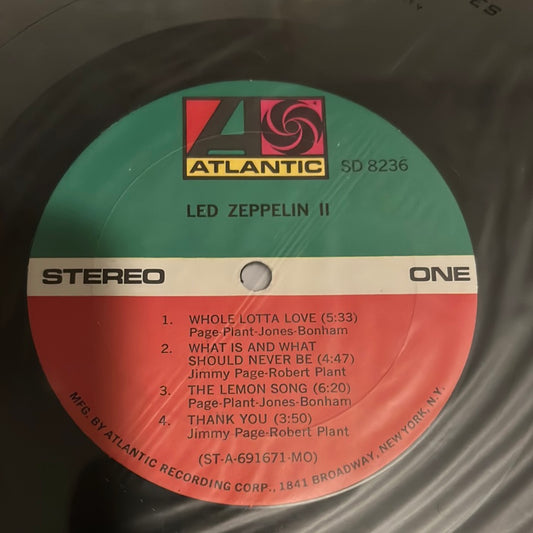 ATLANTIC
SD 8236
LED ZEPPELIN II
STEREO
ONE
1. WHOLE LOTTA LOVE (5:33)
Page-Plant-Jones-Bonham
2. WHAT IS AND WHAT
SHOULD NEVER BE (4:47)
Jimmy Page-Robert Plant
3. THE LEMON SONG (6:20)
Page-Plant-Jones-Bonham
4. THANK YOU (3:50)
Jimmy Page-Robert Plant
(ST-A-691671-MO)
MFG. BY ATLANTIC RECORDING CORP., 1841 BROADWAY, NEW YORK, N.Y.